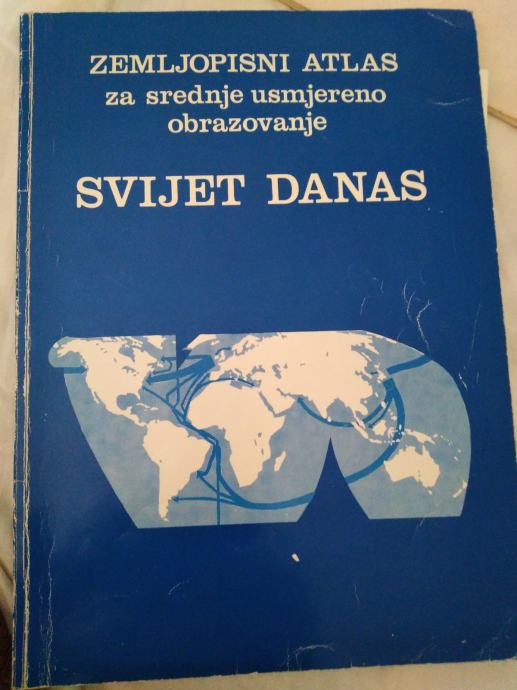 ZEMLJOPISNI ATLAS
za srednje usmjereno
obrazovanje
SVIJET DANAS